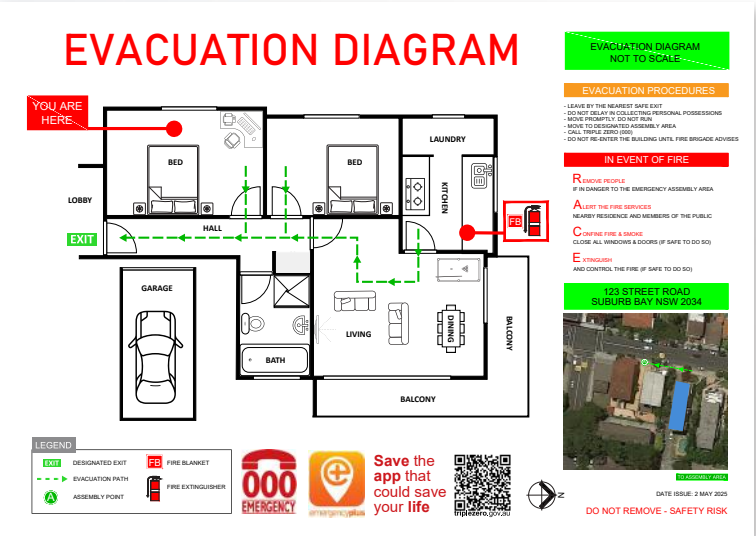 EVACUATION DIAGRAM
EVACUATION DIAGRAM
NOT TO SCALE
EVACUATION PROCEDURES
- LEAVE BY THE NEAREST SAFE EXIT
- DO NOT DELAY IN COLLECTING PERSONAL POSSESSIONS
- MOVE PROMPTLY. DO NOT RUN
- MOVE TO DESIGNATED ASSEMBLY AREA
- CALL TRIPLE ZERO (000)
- DO NOT RE-ENTER THE BUILDING UNTIL FIRE BRIGADE ADVISES
IN EVENT OF FIRE
REMOVE PEOPLE
IF IN DANGER TO THE EMERGENCY ASSEMBLY AREA
ALERT THE FIRE SERVICES
NEARBY RESIDENCE AND MEMBERS OF THE PUBLIC
CONFINE FIRE & SMOKE
CLOSE ALL WINDOWS & DOORS (IF SAFE TO DO SO)
EXTINGUISH
AND CONTROL THE FIRE (IF SAFE TO DO SO)
123 STREET ROAD
SUBURB BAY NSW 2034
TO ASSEMBLY AREA
DATE ISSUE: 2 MAY 2025
DO NOT REMOVE - SAFETY RISK
YOU ARE
HERE
BED
BED
LAUNDRY
KITCHEN
LOBBY
HALL
EXIT
FB
GARAGE
LIVING
DINING
BATH
BALCONY
BALCONY
LEGEND
EXIT DESIGNATED EXIT
EVACUATION PATH
A ASSEMBLY POINT
FB FIRE BLANKET
FIRE EXTINGUISHER
000
EMERGENCY
emergencyplus
Save the
app that
could save
your life
triplezero.gov.au
N